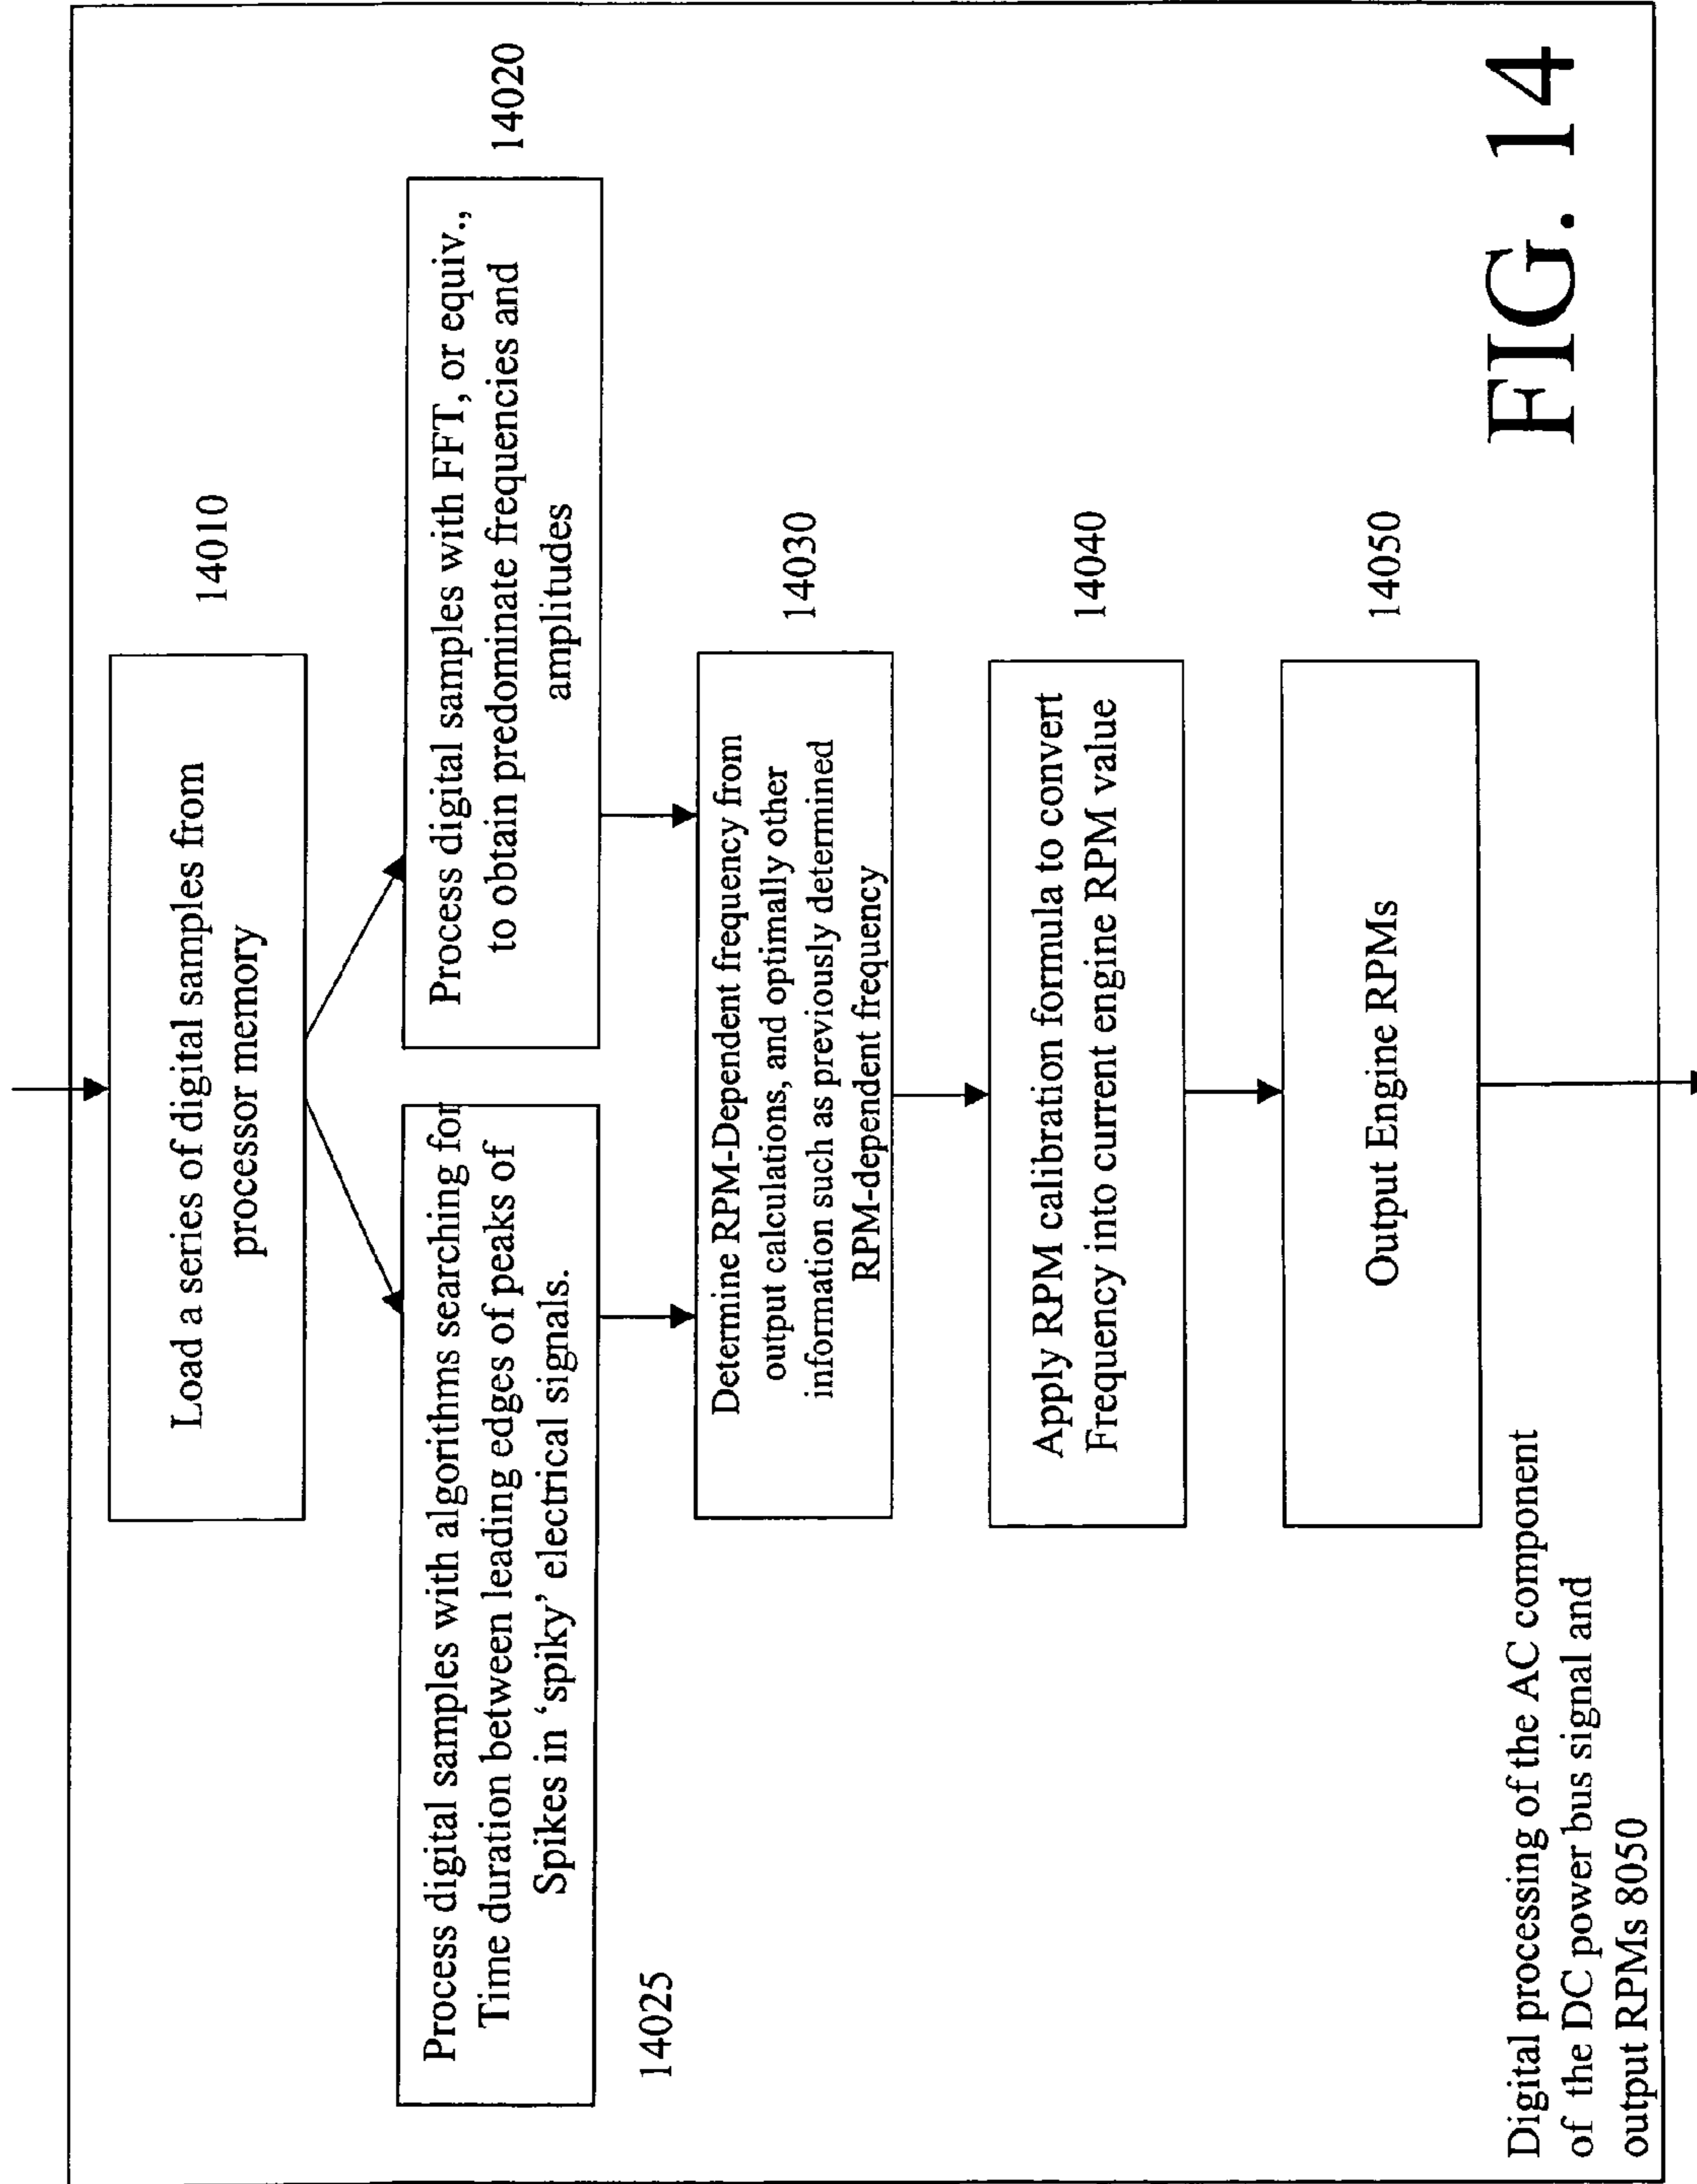 Load a series of digital samples from
processor memory
14010
Process digital samples with algorithms searching for
Time duration between leading edges of peaks of
Spikes in ‘spiky’ electrical signals.
14025
Process digital samples with FFT, or equiv.,
to obtain predominate frequencies and
amplitudes
14020
Determine RPM-Dependent frequency from
output calculations, and optimally other
information such as previously determined
RPM-dependent frequency
14030
Apply RPM calibration formula to convert
Frequency into current engine RPM value
14040
Output Engine RPMs
14050
Digital processing of the AC component
of the DC power bus signal and
output RPMs 8050
FIG. 14